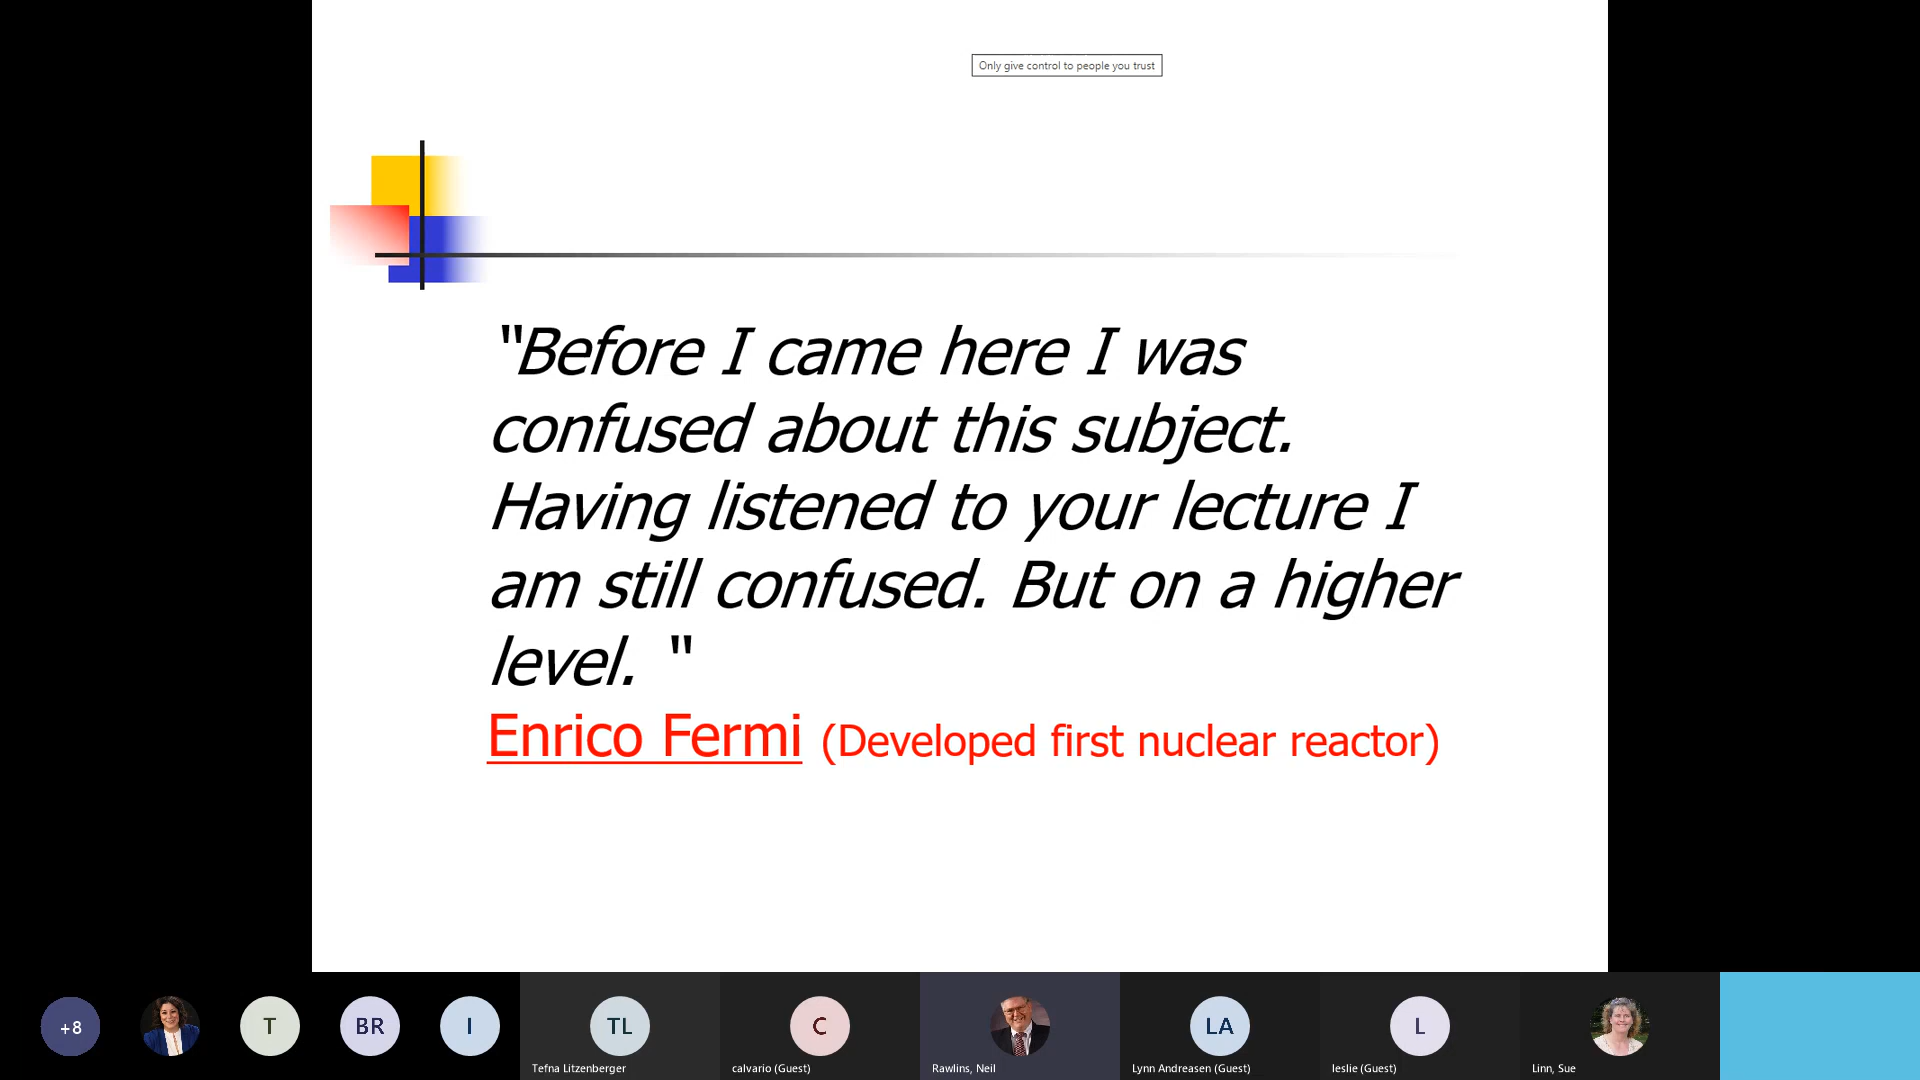 Only give control to people you trust
“Before I came here I was
confused about this subject.
Having listened to your lecture I
am still confused. But on a higher
level. “
Enrico Fermi (Developed first nuclear reactor)
+8
T
BR
I
TL
C
LA
L
Tefna Litzenberger
calvario (Guest)
Rawlins, Neil
Lynn Andreasen (Guest)
leslie (Guest)
Linn, Sue